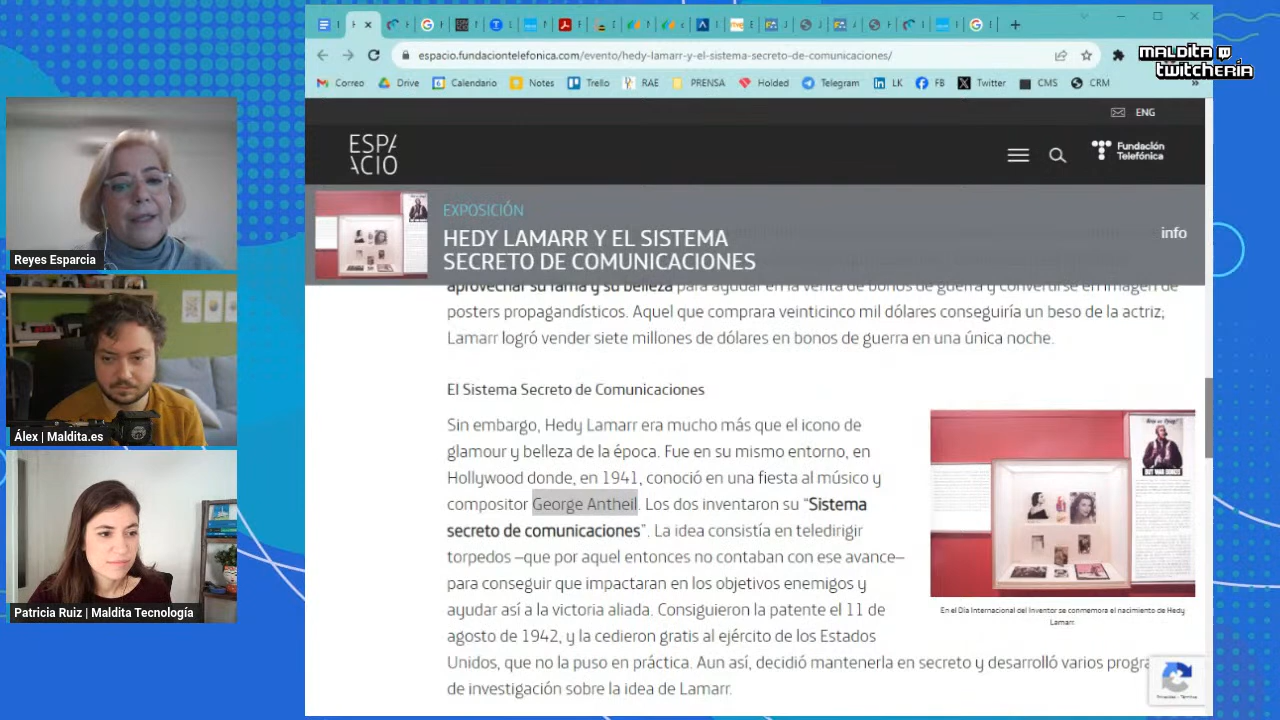 espacio.fundaciontelefonica.com/evento/hedy-lamarr-y-el-sistema-secreto-de-comunicaciones/
MALDITA
TWITCHERÍA
Correo Drive Calendario Notes Trello RAE PRENSA Holded Telegram LK FB Twitter CMS CRM »
ENG
ESPACIO
Fundación
Telefónica
EXPOSICIÓN
HEDY LAMARR Y EL SISTEMA
SECRETO DE COMUNICACIONES
info
aprovechar su fama y su belleza para ayudar en la venta de bonos de guerra y convertirse en imagen de
posters propagandísticos. Aquel que comprara veinticinco mil dólares conseguiría un beso de la actriz;
Lamarr logró vender siete millones de dólares en bonos de guerra en una única noche.
El Sistema Secreto de Comunicaciones
Sin embargo, Hedy Lamarr era mucho más que el icono de
glamour y belleza de la época. Fue en su mismo entorno, en
Hollywood donde, en 1941, conoció en una fiesta al músico y
compositor George Antheil. Los dos inventaron su "Sistema
secreto de comunicaciones". La idea consistía en teledirigir
torpedos –que por aquel entonces no contaban con ese avance–
para conseguir que impactaran en los objetivos enemigos y
ayudar así a la victoria aliada. Consiguieron la patente el 11 de
agosto de 1942, y la cedieron gratis al ejército de los Estados
Unidos, que no la puso en práctica. Aun así, decidió mantenerla en secreto y desarrolló varios progra
de investigación sobre la idea de Lamarr.
BUY WAR BONDS
En el Día Internacional del Inventor se conmemora el nacimiento de Hedy
Lamarr.
Privacidad - Términos
Reyes Esparcia
Álex | Maldita.es
Patricia Ruiz | Maldita Tecnología